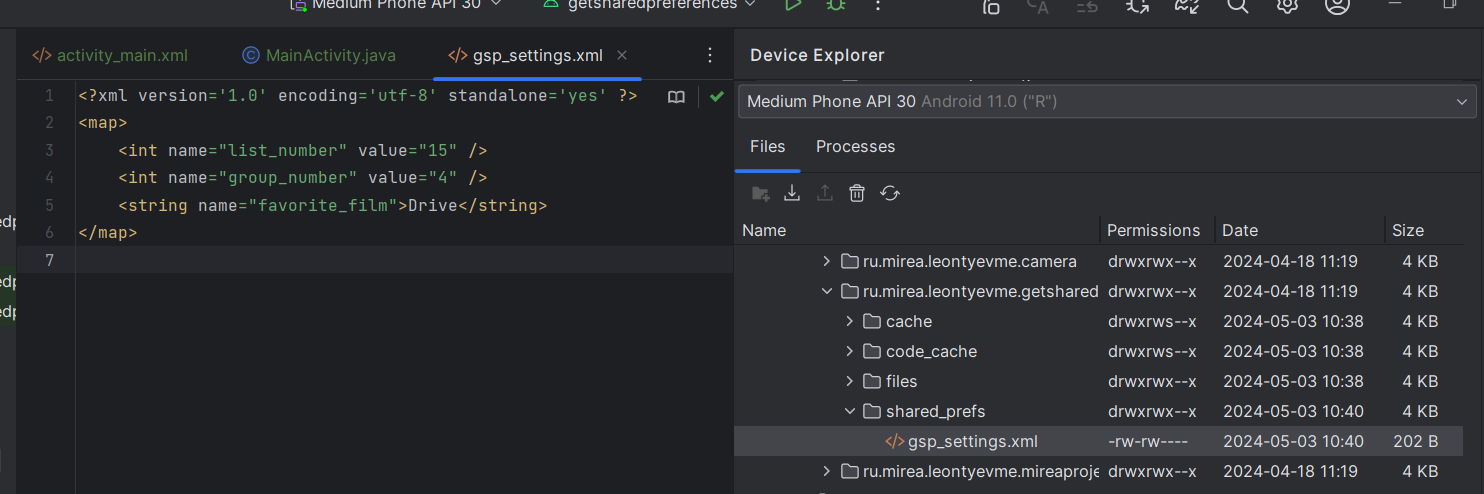 Medium Phone API 30
getsharedpreferences
activity_main.xml
MainActivity.java
gsp_settings.xml
1 <?xml version='1.0' encoding='utf-8' standalone='yes' ?>
2 <map>
3     <int name="list_number" value="15" />
4     <int name="group_number" value="4" />
5     <string name="favorite_film">Drive</string>
6 </map>
7
Device Explorer
Medium Phone API 30 Android 11.0 ("R")
Files Processes
Name Permissions Date Size
ru.mirea.leontyevme.camera drwxrwx--x 2024-04-18 11:19 4 KB
ru.mirea.leontyevme.getshared drwxrwx--x 2024-04-18 11:19 4 KB
cache drwxrws--x 2024-05-03 10:38 4 KB
code_cache drwxrws--x 2024-05-03 10:38 4 KB
files drwxrwx--x 2024-05-03 10:38 4 KB
shared_prefs drwxrwx--x 2024-05-03 10:40 4 KB
gsp_settings.xml -rw-rw---- 2024-05-03 10:40 202 B
ru.mirea.leontyevme.mireaproje drwxrwx--x 2024-04-18 11:19 4 KB